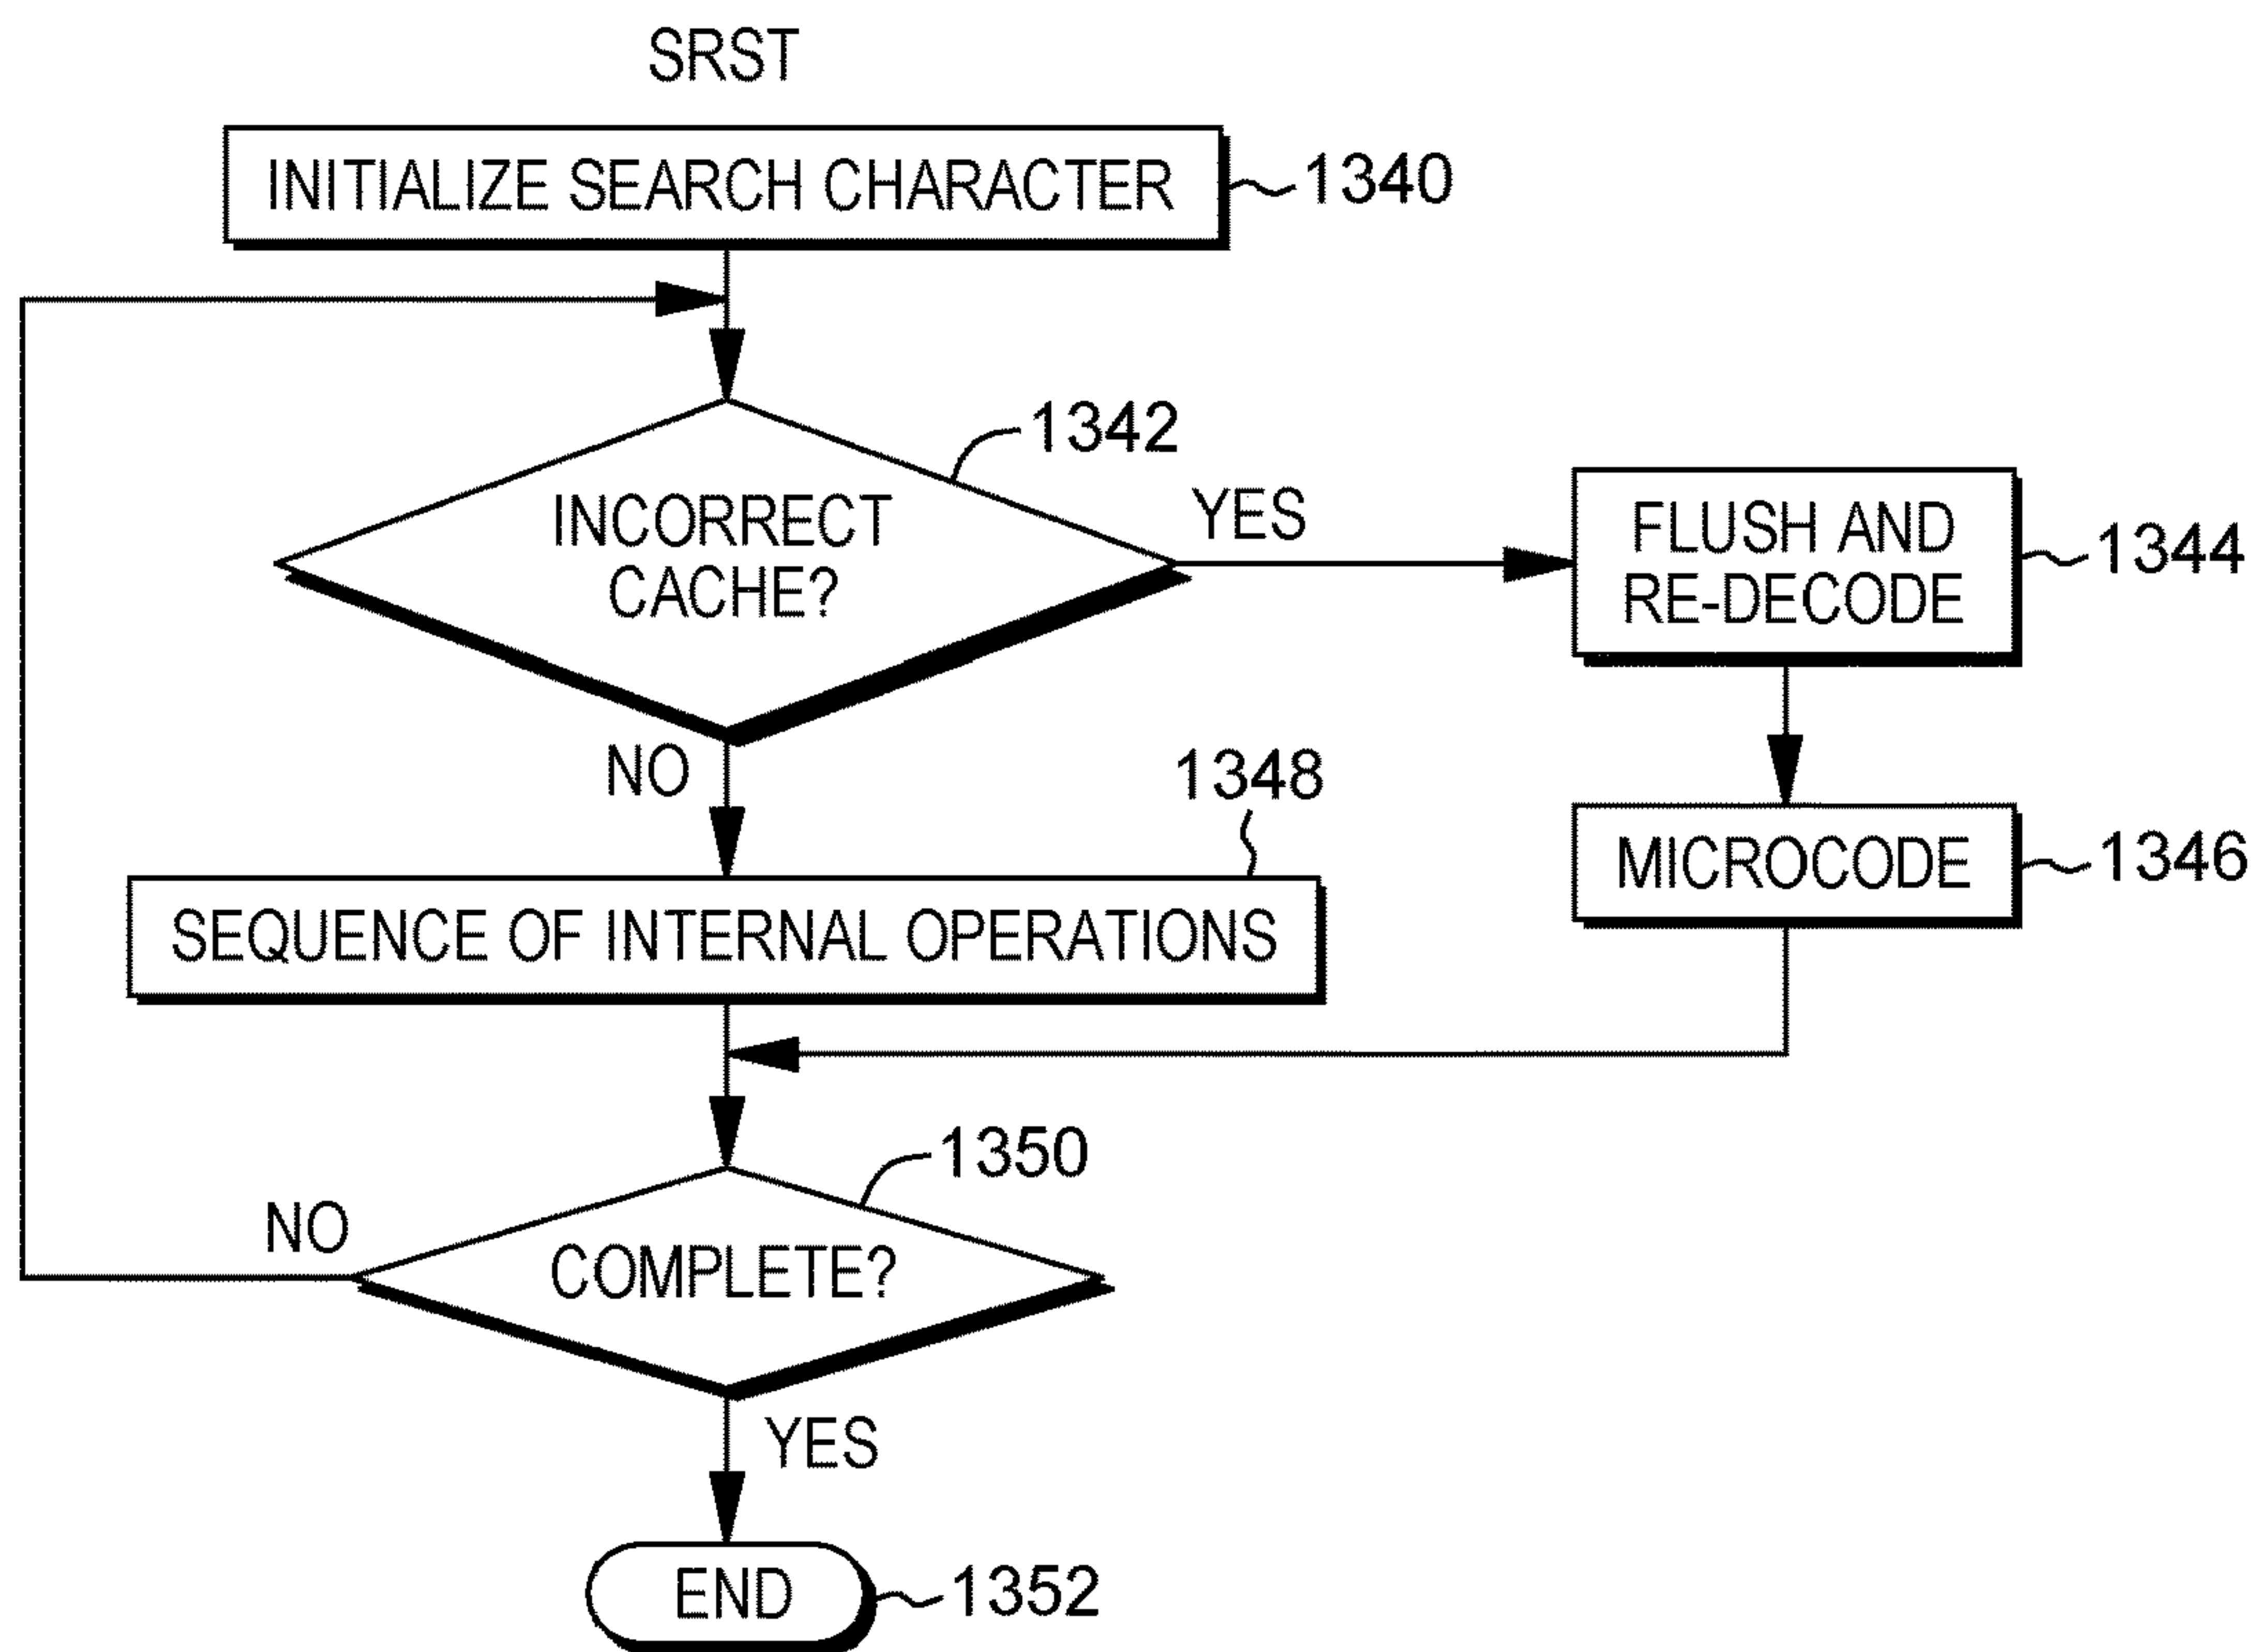 SRST
INITIALIZE SEARCH CHARACTER
1340
1342
INCORRECT
CACHE?
YES
FLUSH AND
RE-DECODE
1344
NO
1348
MICROCODE
1346
SEQUENCE OF INTERNAL OPERATIONS
1350
NO
COMPLETE?
YES
END
1352